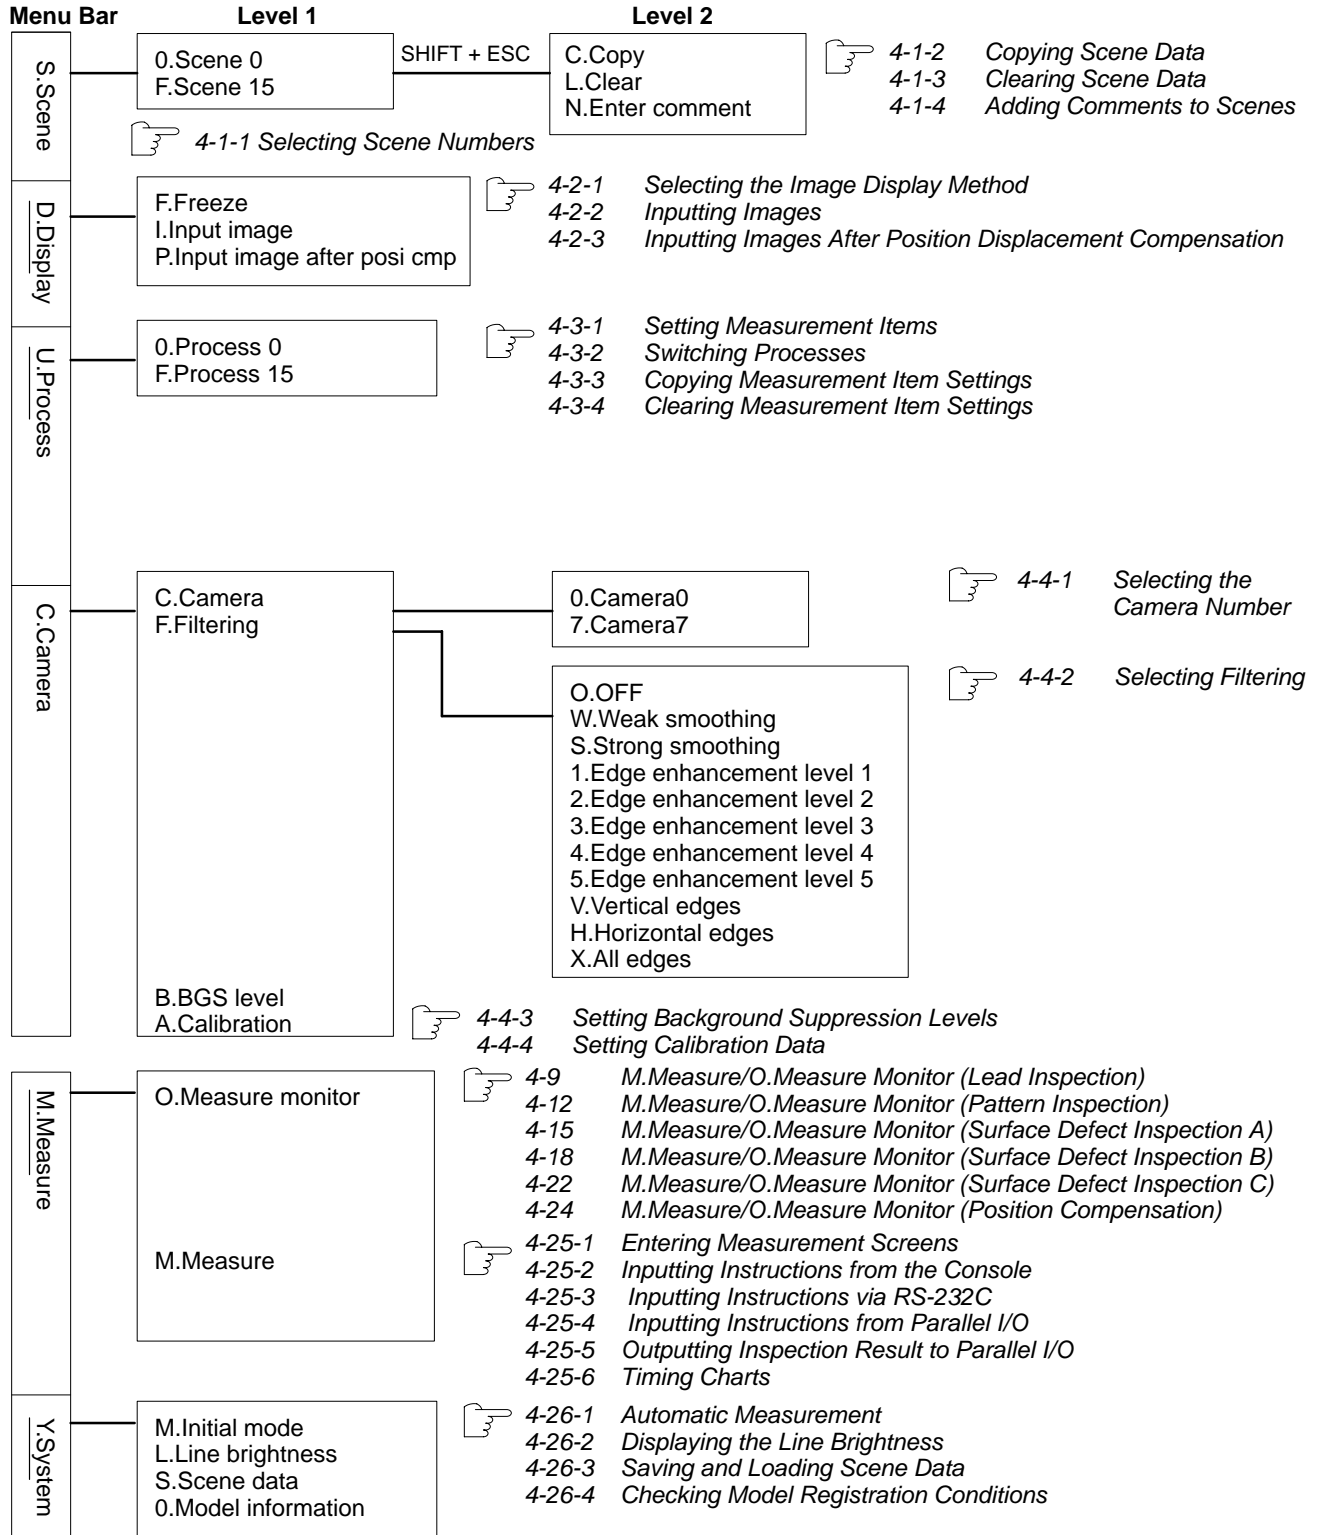 Menu Bar Level 1 Level 2
S.Scene
0.Scene 0
F.Scene 15
SHIFT + ESC
C.Copy
L.Clear
N.Enter comment
4-1-2 Copying Scene Data
4-1-3 Clearing Scene Data
4-1-4 Adding Comments to Scenes
4-1-1 Selecting Scene Numbers
D.Display
F.Freeze
I.Input image
P.Input image after posi cmp
4-2-1 Selecting the Image Display Method
4-2-2 Inputting Images
4-2-3 Inputting Images After Position Displacement Compensation
U.Process
0.Process 0
F.Process 15
4-3-1 Setting Measurement Items
4-3-2 Switching Processes
4-3-3 Copying Measurement Item Settings
4-3-4 Clearing Measurement Item Settings
C.Camera
C.Camera
F.Filtering
0.Camera0
7.Camera7
4-4-1 Selecting the
Camera Number
O.OFF
W.Weak smoothing
S.Strong smoothing
1.Edge enhancement level 1
2.Edge enhancement level 2
3.Edge enhancement level 3
4.Edge enhancement level 4
5.Edge enhancement level 5
V.Vertical edges
H.Horizontal edges
X.All edges
4-4-2 Selecting Filtering
B.BGS level
A.Calibration
4-4-3 Setting Background Suppression Levels
4-4-4 Setting Calibration Data
M.Measure
O.Measure monitor
4-9 M.Measure/O.Measure Monitor (Lead Inspection)
4-12 M.Measure/O.Measure Monitor (Pattern Inspection)
4-15 M.Measure/O.Measure Monitor (Surface Defect Inspection A)
4-18 M.Measure/O.Measure Monitor (Surface Defect Inspection B)
4-22 M.Measure/O.Measure Monitor (Surface Defect Inspection C)
4-24 M.Measure/O.Measure Monitor (Position Compensation)
M.Measure
4-25-1 Entering Measurement Screens
4-25-2 Inputting Instructions from the Console
4-25-3 Inputting Instructions via RS-232C
4-25-4 Inputting Instructions from Parallel I/O
4-25-5 Outputting Inspection Result to Parallel I/O
4-25-6 Timing Charts
Y.System
M.Initial mode
L.Line brightness
S.Scene data
0.Model information
4-26-1 Automatic Measurement
4-26-2 Displaying the Line Brightness
4-26-3 Saving and Loading Scene Data
4-26-4 Checking Model Registration Conditions